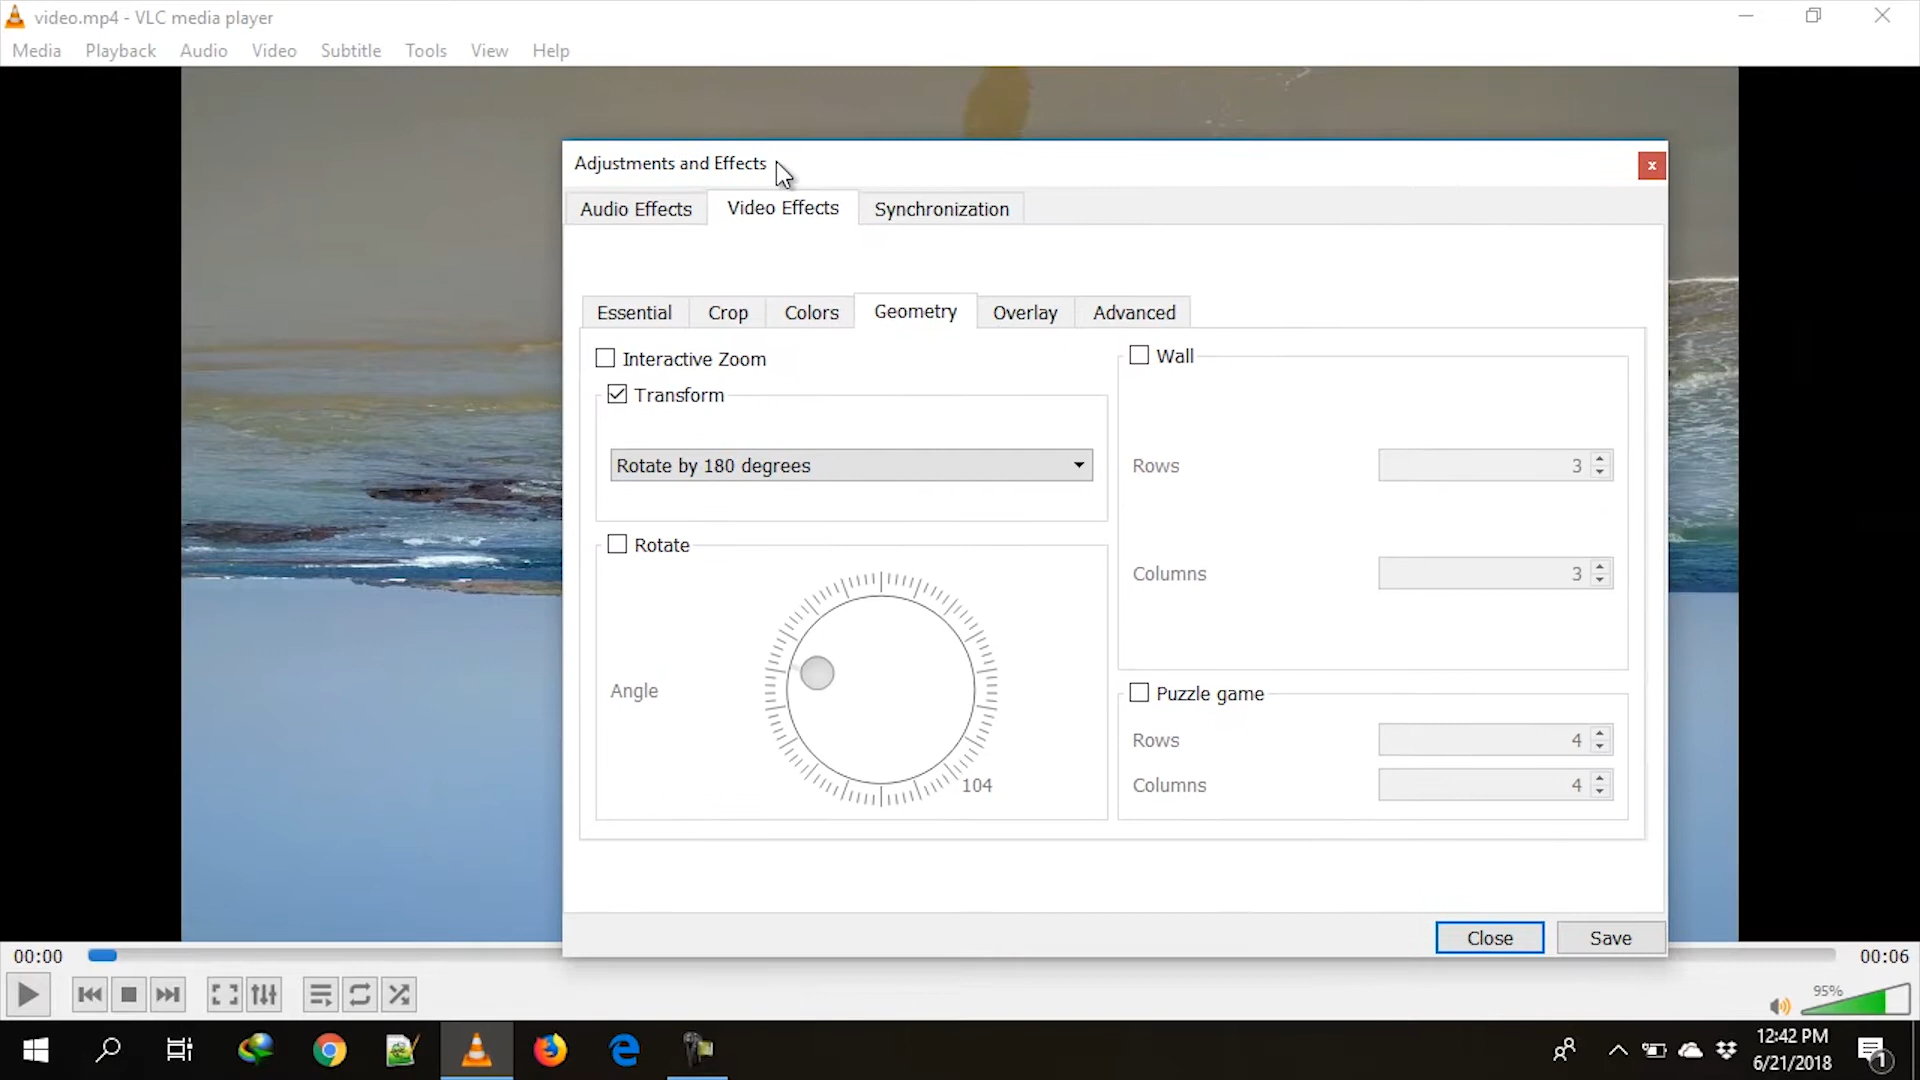 video.mp4 - VLC media player
Media Playback Audio Video Subtitle Tools View Help
Adjustments and Effects
x
Audio Effects Video Effects Synchronization
Essential Crop Colors Geometry Overlay Advanced
Interactive Zoom
Transform
Rotate by 180 degrees
Rotate
Angle
104
Wall
Rows 3
Columns 3
Puzzle game
Rows 4
Columns 4
Close Save
00:00 00:06
95%
12:42 PM
6/21/2018
1